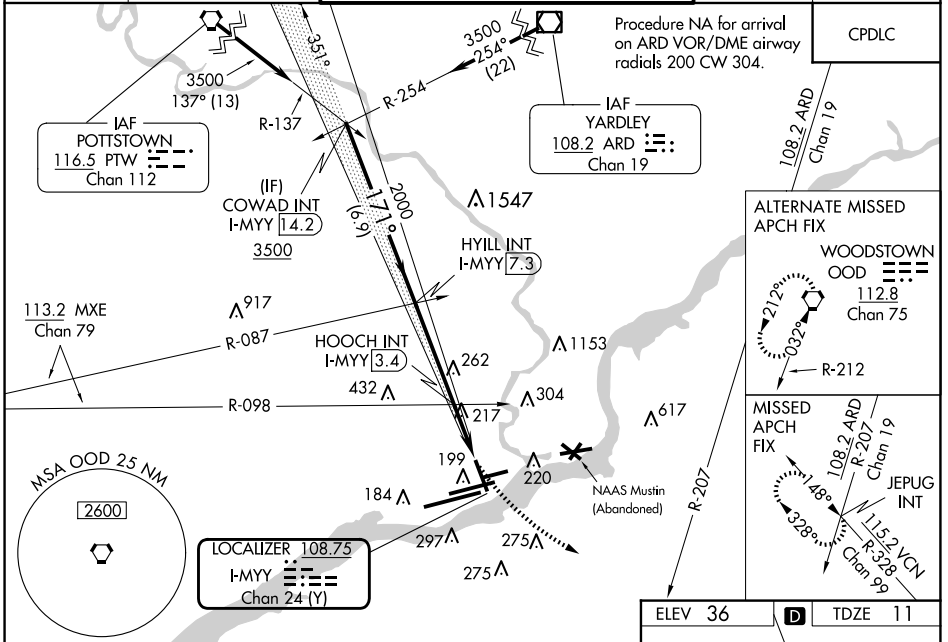 Procedure NA for arrival
on ARD VOR/DME airway
radials 200 CW 304.
CPDLC
3500
137° (13)
R-137
351°
3500
254°
(22)
R-254
IAF
POTTSTOWN
116.5 PTW
Chan 112
IAF
YARDLEY
108.2 ARD
Chan 19
108.2 ARD
Chan 19
(IF)
COWAD INT
I-MYY 14.2
3500
2000
171°
(6.9)
1547
HYILL INT
I-MYY 7.3
ALTERNATE MISSED
APCH FIX
WOODSTOWN
OOD
112.8
Chan 75
212°
032°
R-212
113.2 MXE
Chan 79
917
R-087
HOOCH INT
I-MYY 3.4
262
1153
432
304
R-098
217
617
MISSED
APCH
FIX
108.2 ARD
R-207
Chan 19
JEPUG
INT
148°
328°
115.2 VCN
R-328
Chan 99
MSA OOD 25 NM
2600
199
220
184
NAAS Mustin
(Abandoned)
R-207
297
275
275
LOCALIZER 108.75
I-MYY
Chan 24 (Y)
ELEV 36
D
TDZE 11